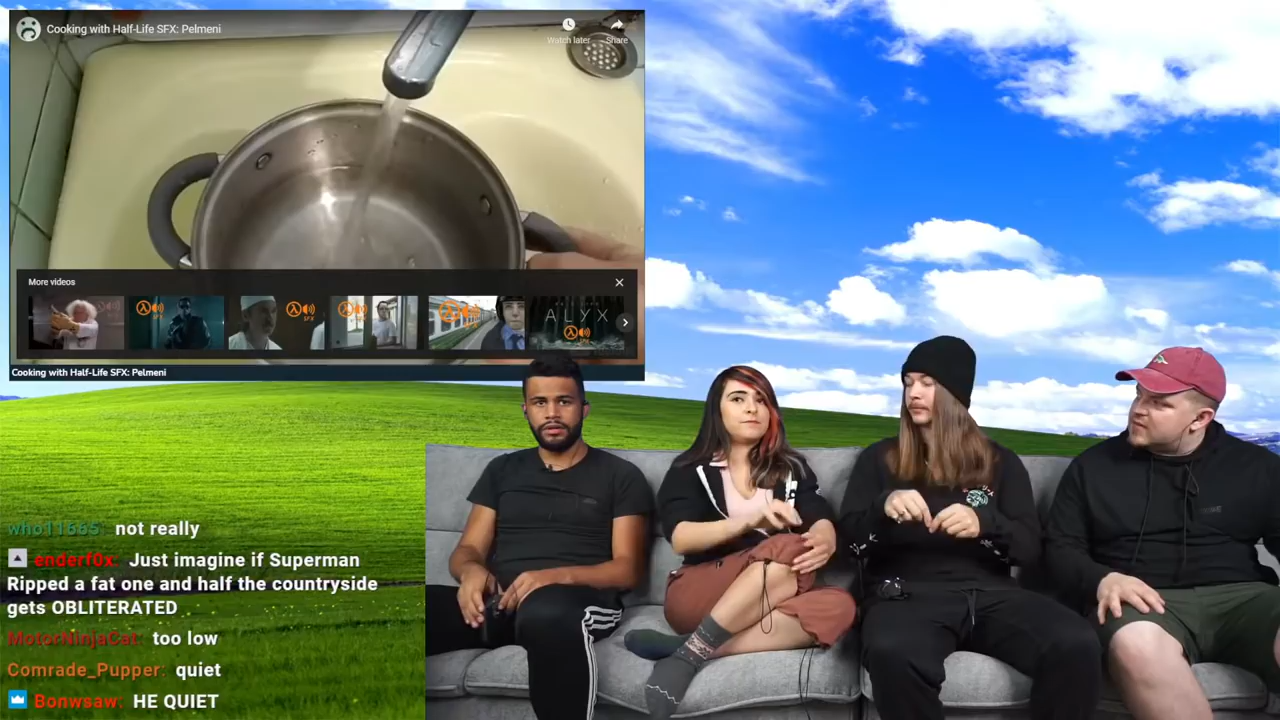 Cooking with Half-Life SFX: Pelmeni
Watch later
Share
More videos
SFX
SFX
ALYX
Cooking with Half-Life SFX: Pelmeni
who11665: not really
enderf0x: Just imagine if Superman
Ripped a fat one and half the countryside
gets OBLITERATED
MotorNinjaCat: too low
Comrade_Pupper: quiet
Bonwsaw: HE QUIET